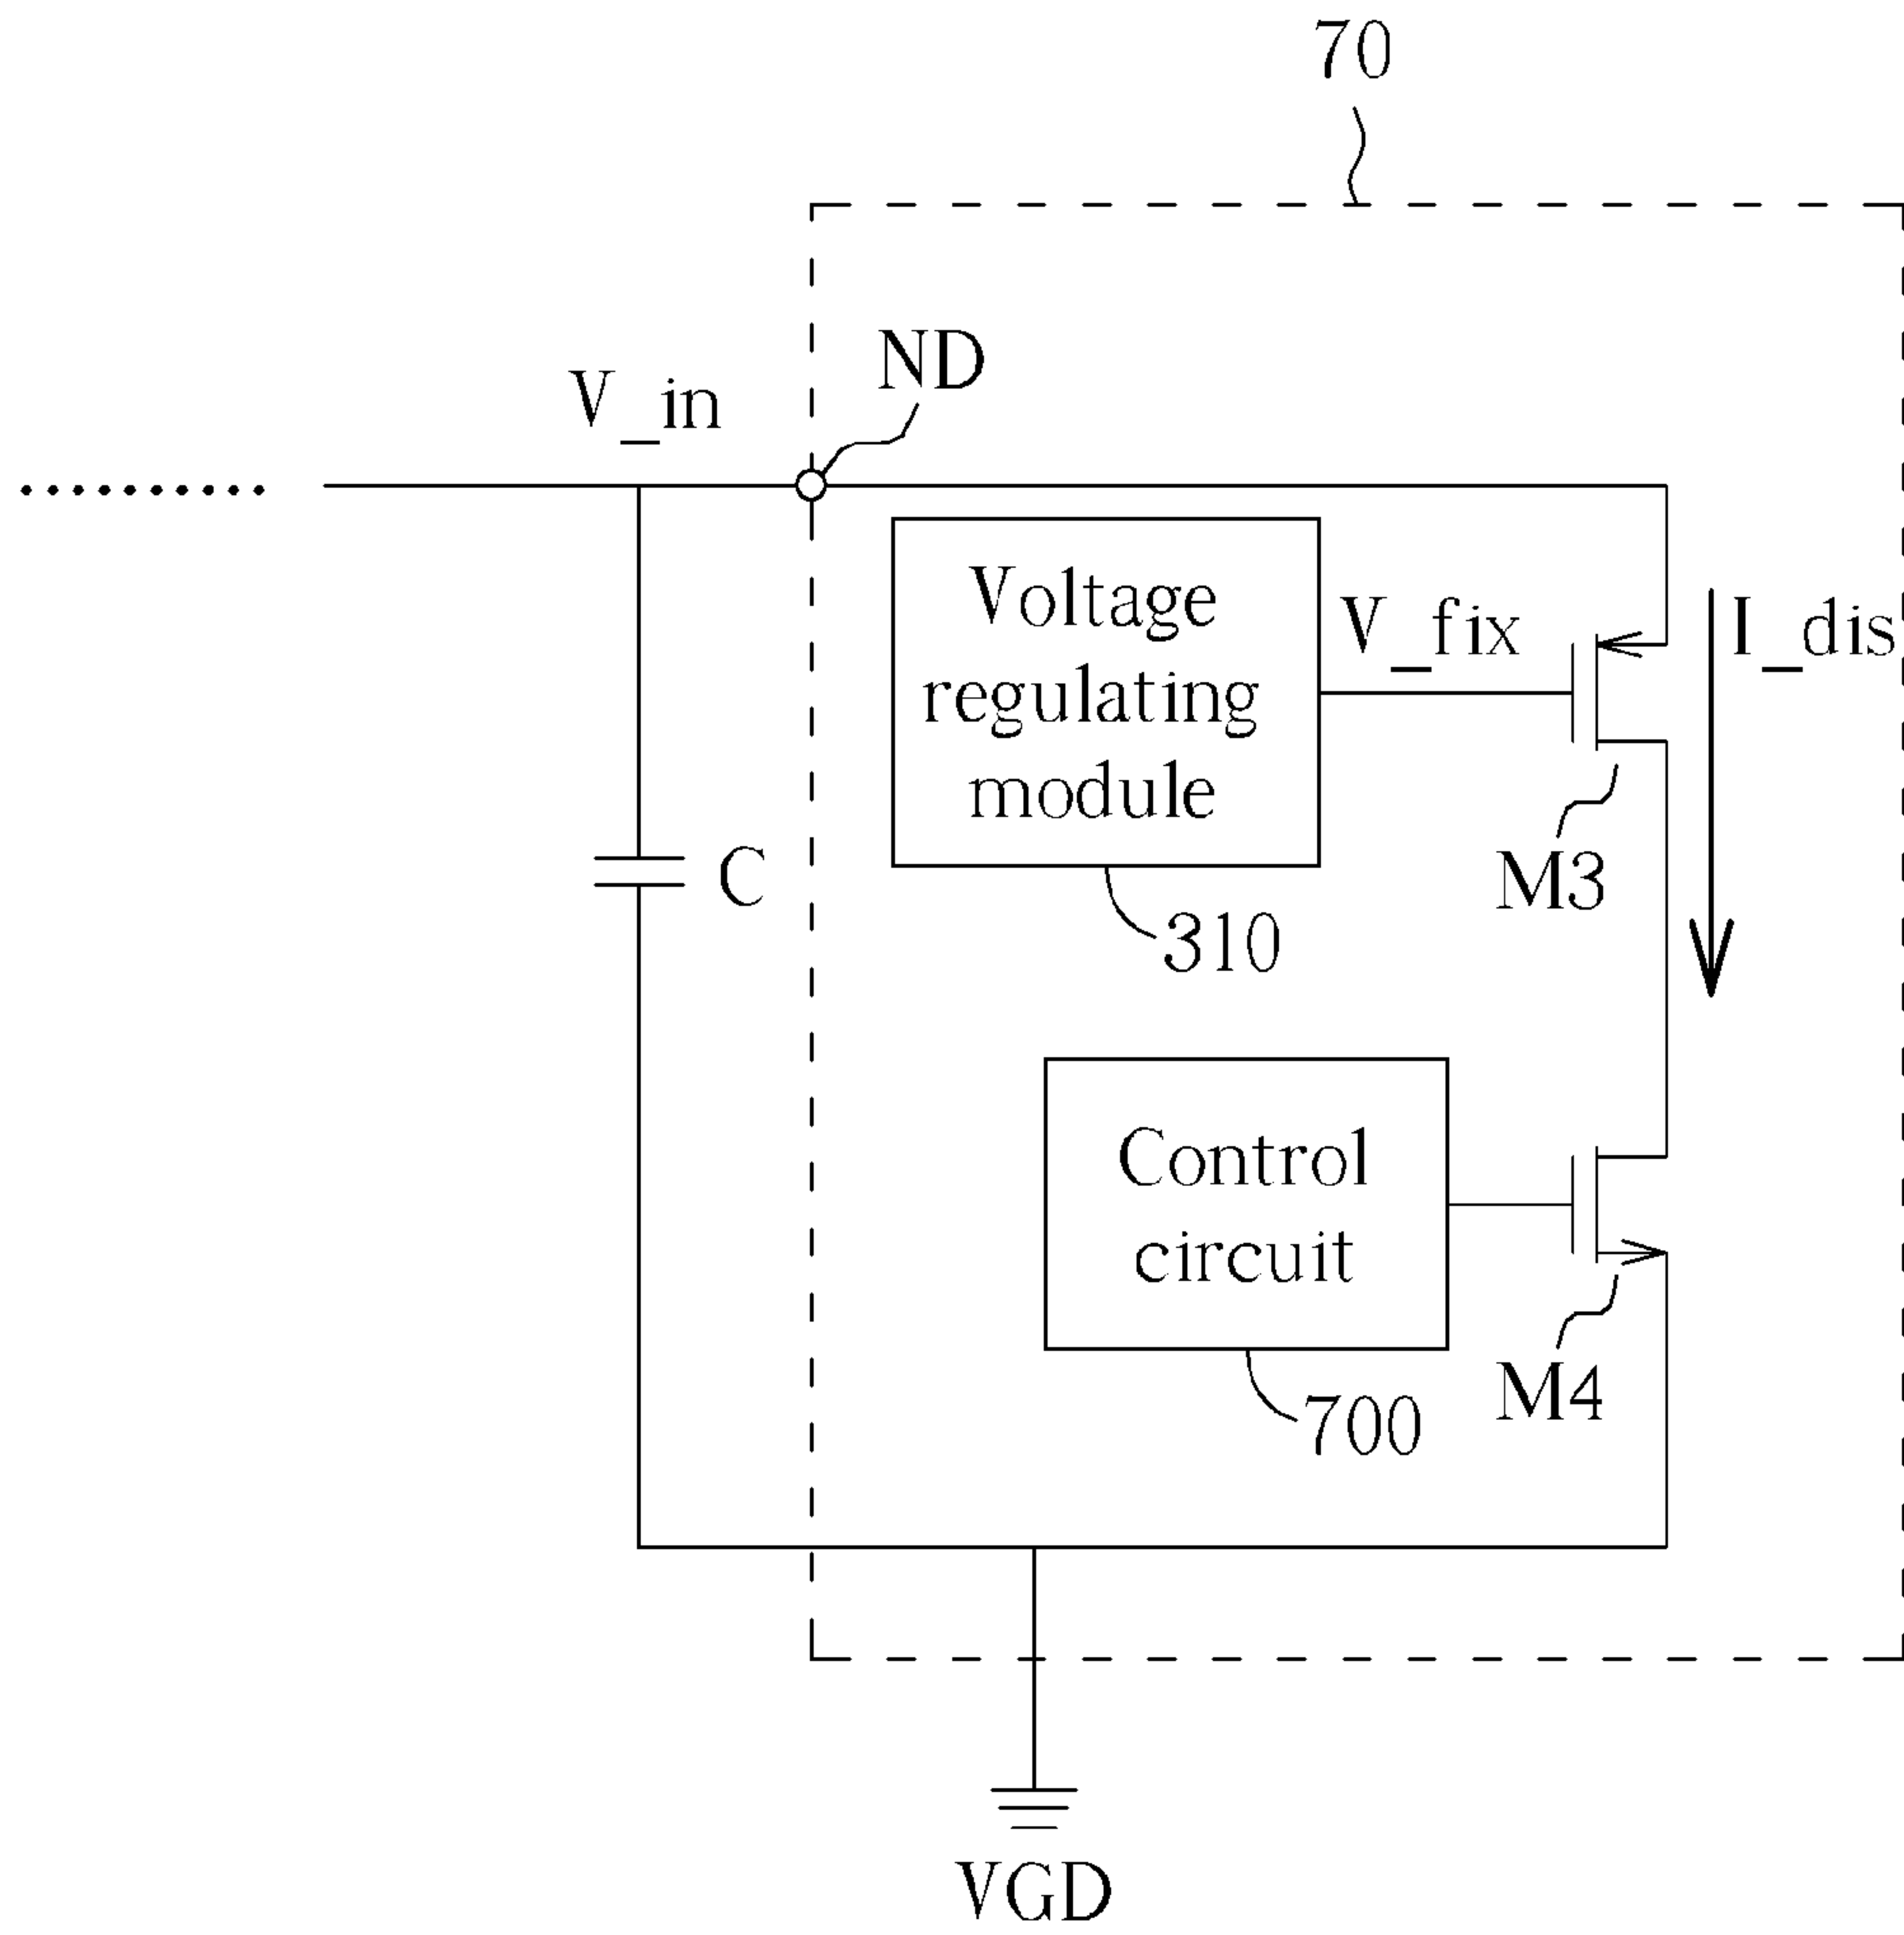 70
ND
V_in
Voltage
regulating
module
V_fix
I_dis
M3
C
310
Control
circuit
M4
700
VGD